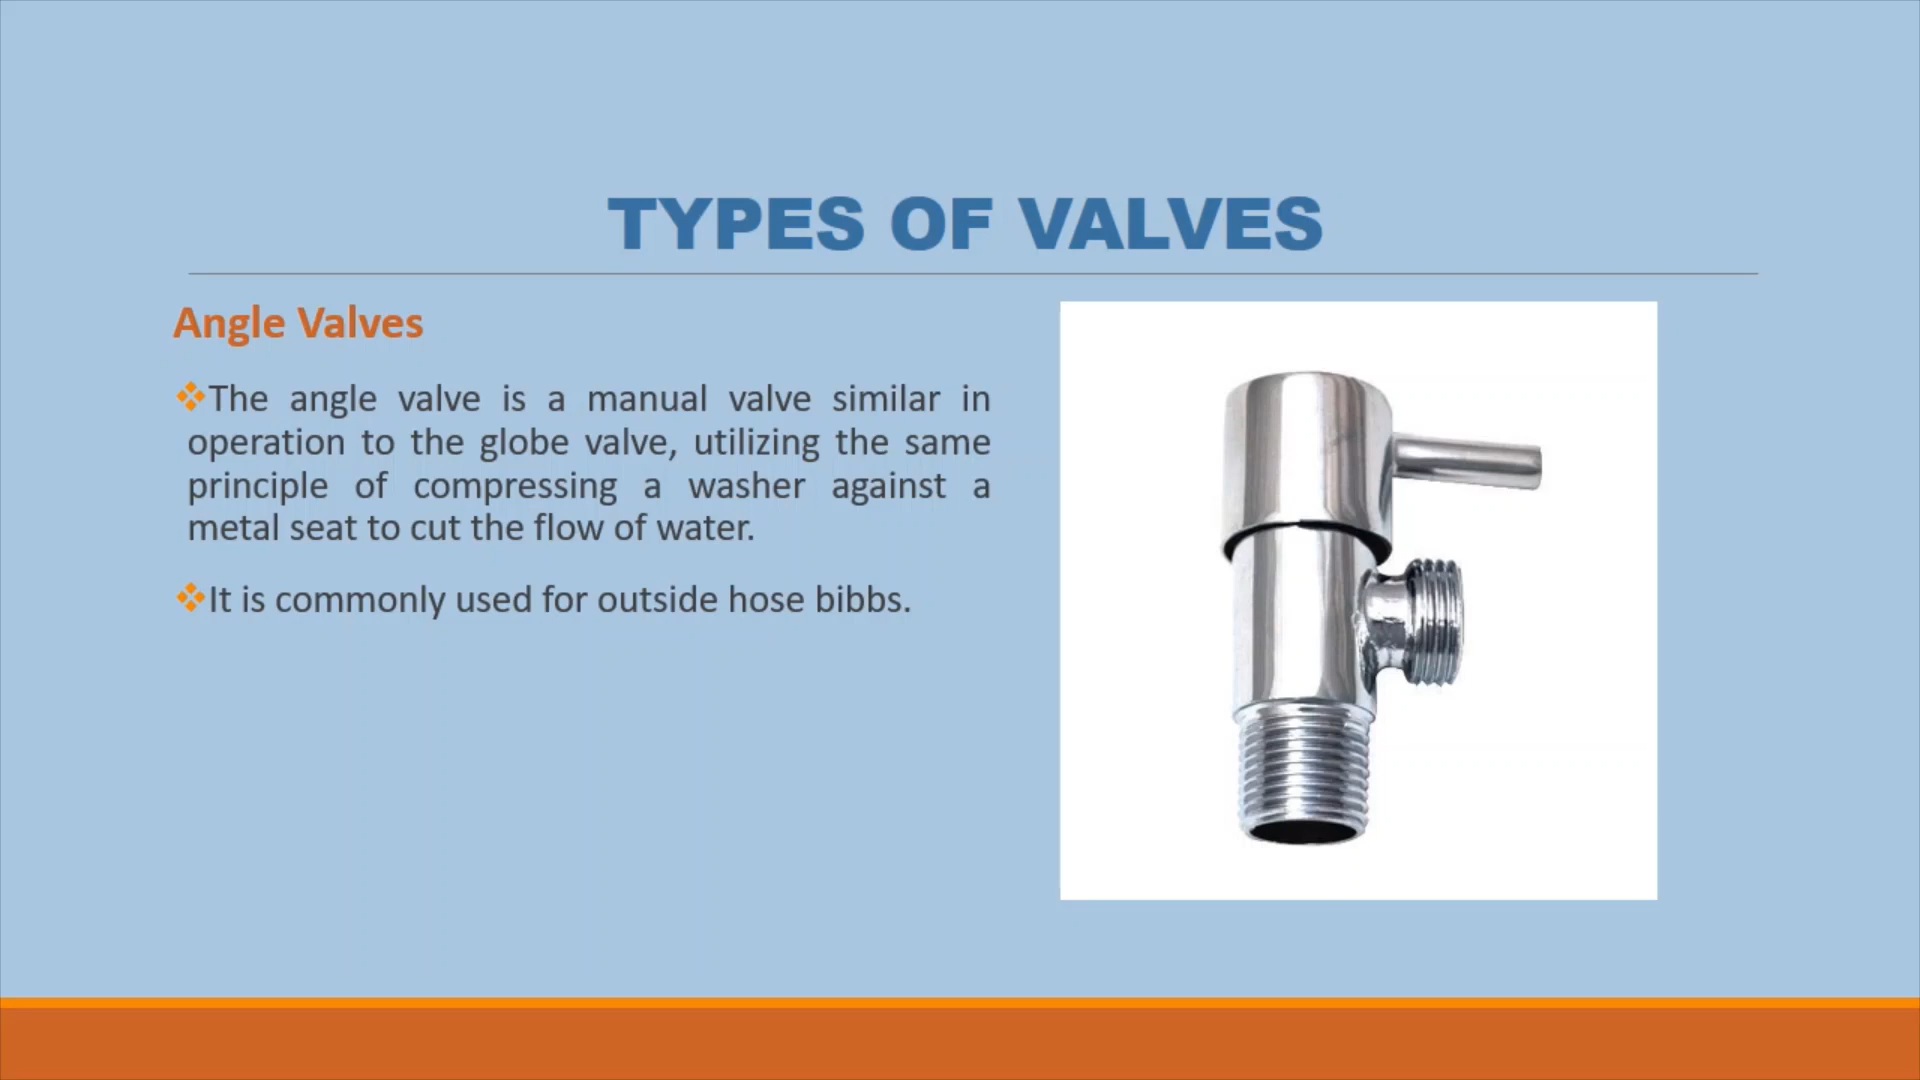 TYPES OF VALVES
Angle Valves
❖The angle valve is a manual valve similar in
operation to the globe valve, utilizing the same
principle of compressing a washer against a
metal seat to cut the flow of water.
❖It is commonly used for outside hose bibbs.